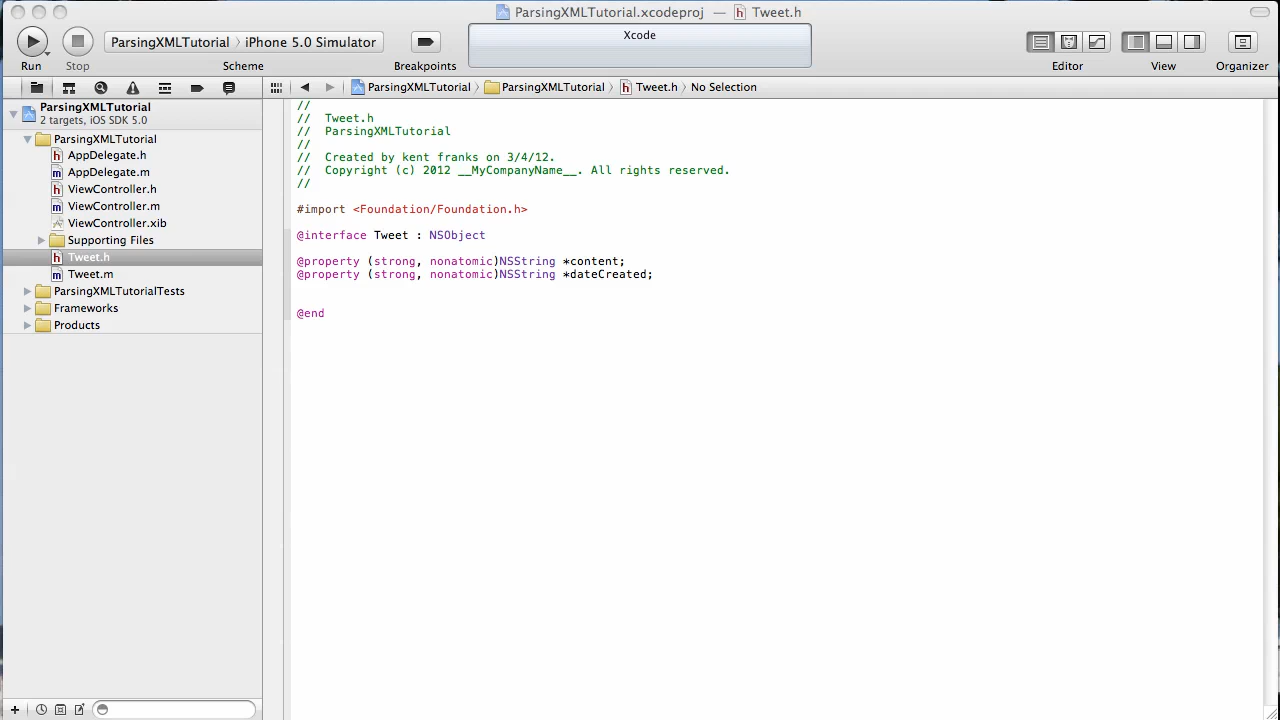 ParsingXMLTutorial.xcodeproj — Tweet.h
ParsingXMLTutorial › iPhone 5.0 Simulator
Xcode
Run
Stop
Scheme
Breakpoints
Editor
View
Organizer
ParsingXMLTutorial
2 targets, iOS SDK 5.0
ParsingXMLTutorial
h AppDelegate.h
m AppDelegate.m
h ViewController.h
m ViewController.m
ViewController.xib
Supporting Files
h Tweet.h
m Tweet.m
ParsingXMLTutorialTests
Frameworks
Products
ParsingXMLTutorial › ParsingXMLTutorial › h Tweet.h › No Selection
//
//  Tweet.h
//  ParsingXMLTutorial
//
//  Created by kent franks on 3/4/12.
//  Copyright (c) 2012 __MyCompanyName__. All rights reserved.
//
#import <Foundation/Foundation.h>
@interface Tweet : NSObject
@property (strong, nonatomic)NSString *content;
@property (strong, nonatomic)NSString *dateCreated;
@end